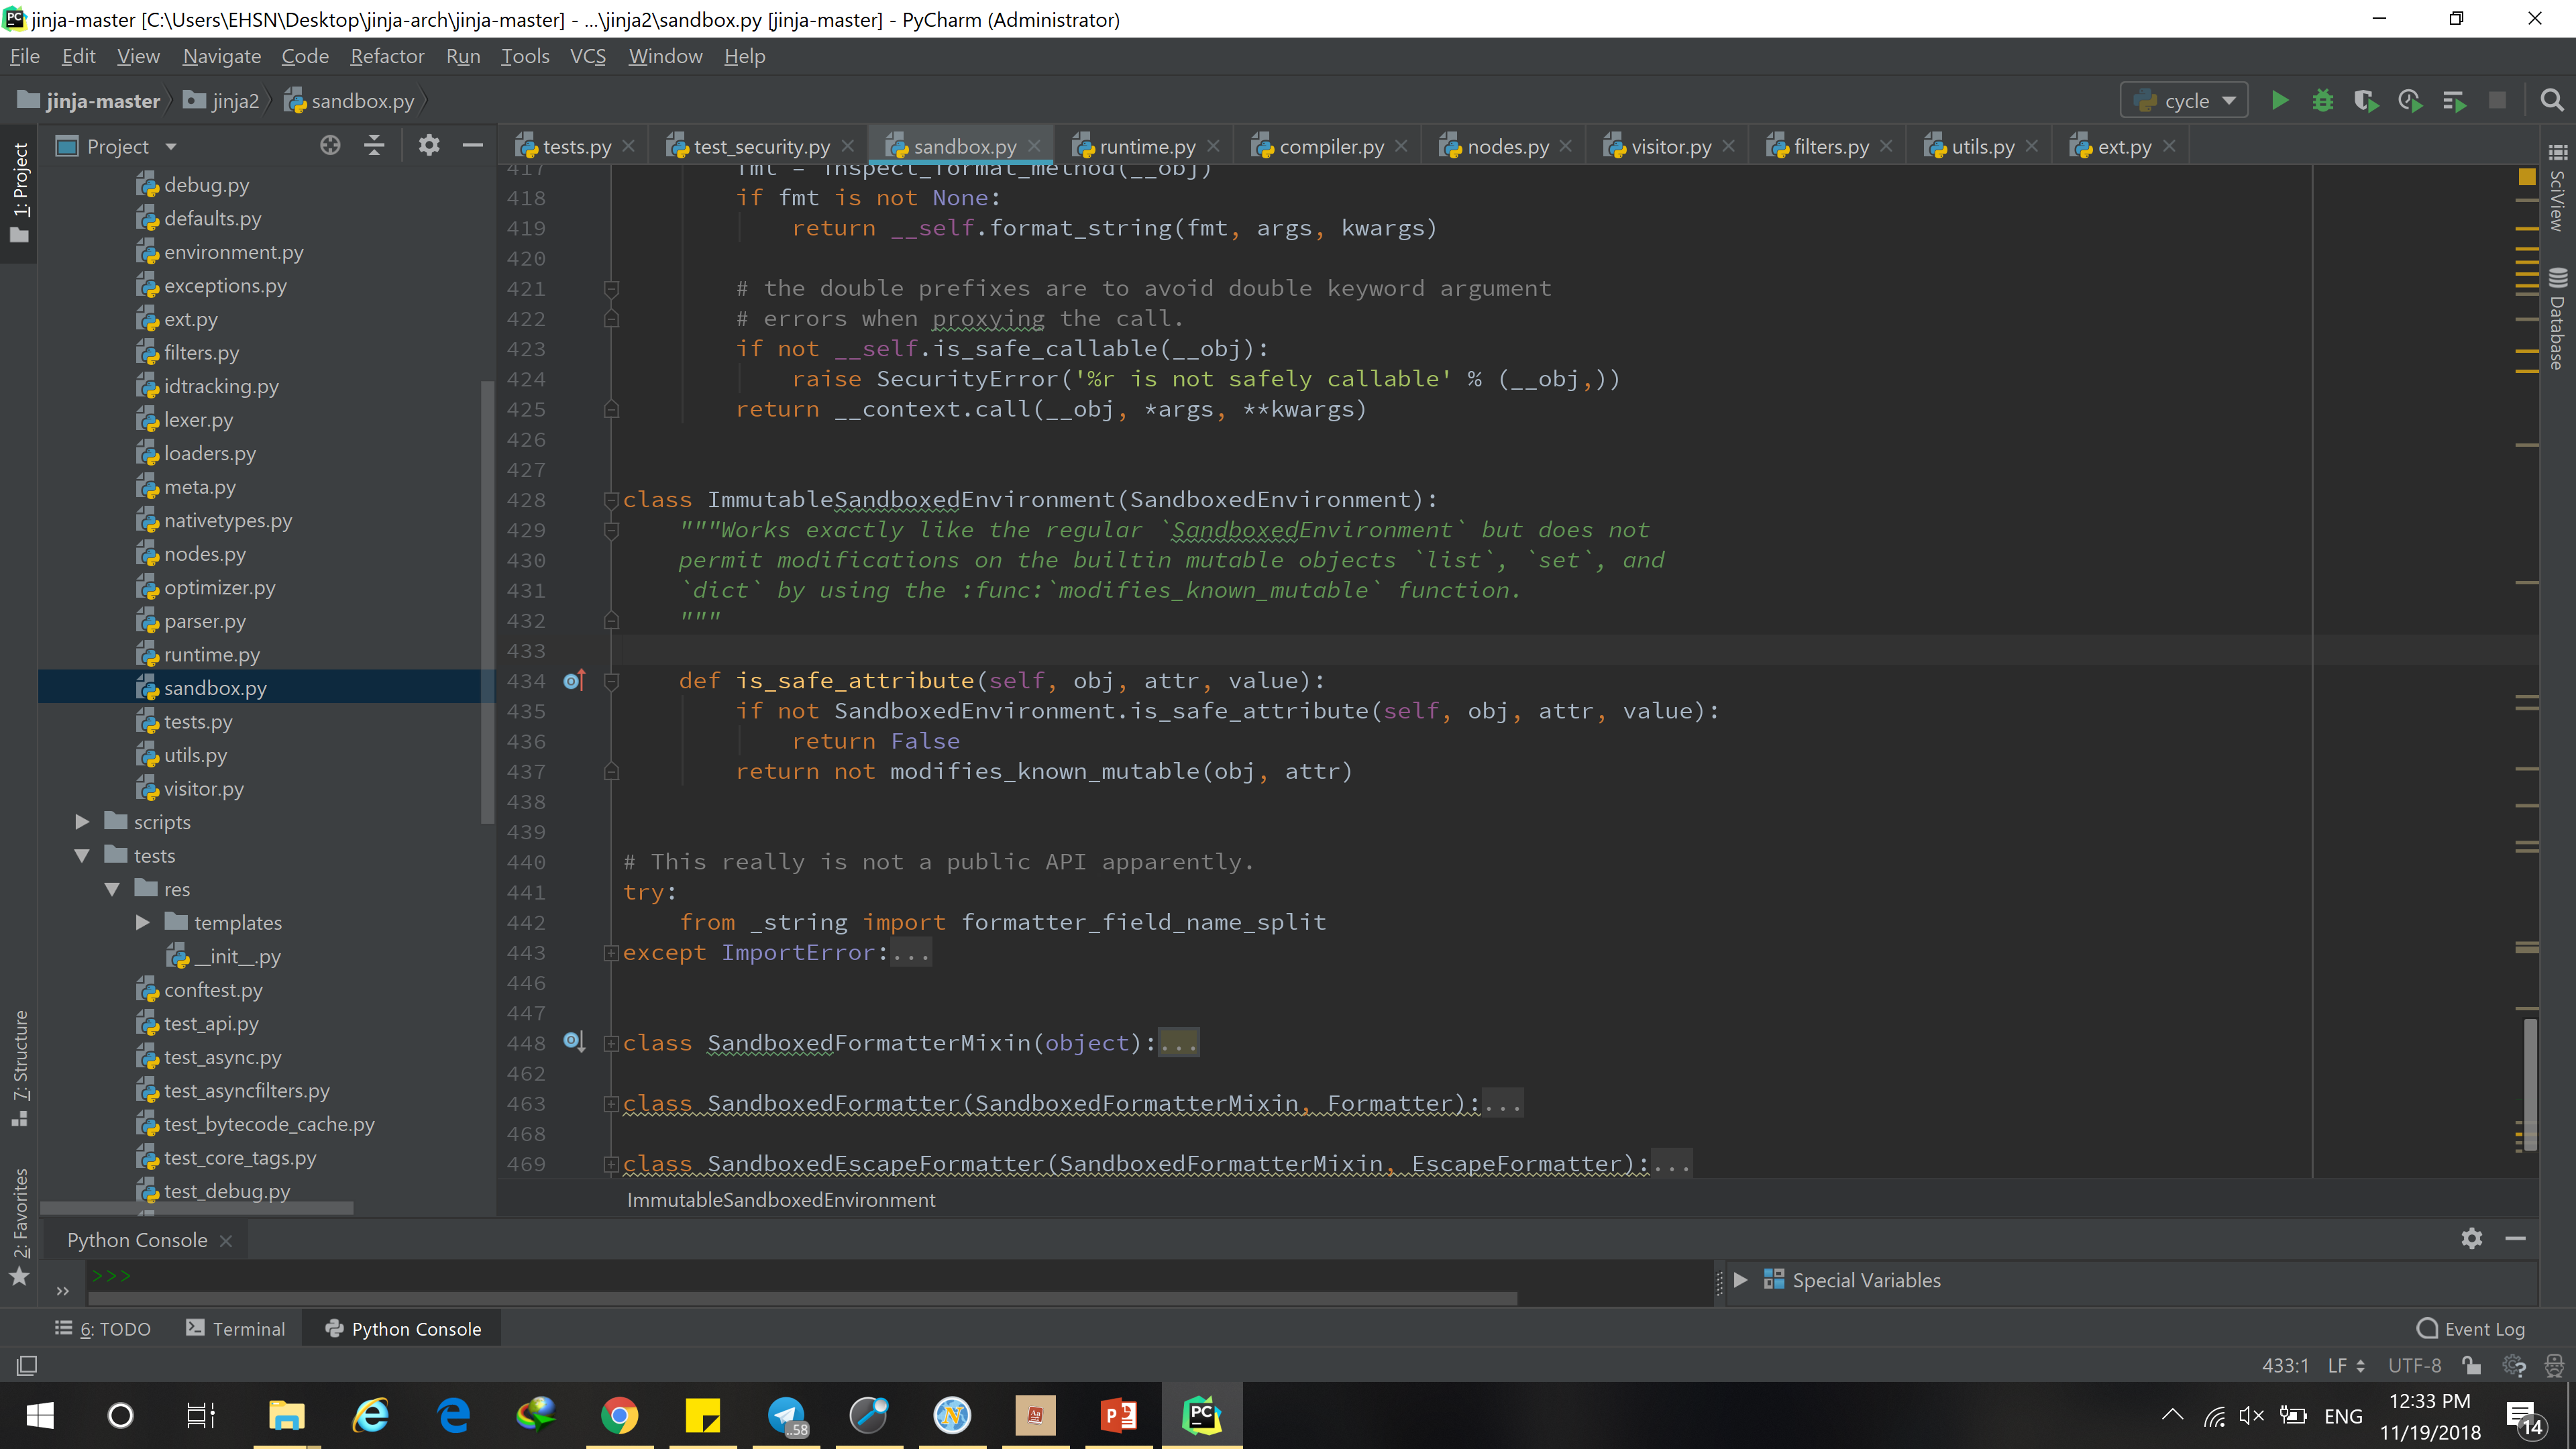 jinja-master [C:\Users\EHSN\Desktop\jinja-arch\jinja-master] - ...\jinja2\sandbox.py [jinja-master] - PyCharm (Administrator)
File Edit View Navigate Code Refactor Run Tools VCS Window Help
jinja-master jinja2 sandbox.py cycle
1: Project
Project
debug.py
defaults.py
environment.py
exceptions.py
ext.py
filters.py
idtracking.py
lexer.py
loaders.py
meta.py
nativetypes.py
nodes.py
optimizer.py
parser.py
runtime.py
sandbox.py
tests.py
utils.py
visitor.py
scripts
tests
res
templates
__init__.py
conftest.py
test_api.py
test_async.py
test_asyncfilters.py
test_bytecode_cache.py
test_core_tags.py
test_debug.py
7: Structure
2: Favorites
tests.py test_security.py sandbox.py runtime.py compiler.py nodes.py visitor.py filters.py utils.py ext.py
417 fmt = inspect_format_method(__obj)
418 if fmt is not None:
419 return __self.format_string(fmt, args, kwargs)
420
421 # the double prefixes are to avoid double keyword argument
422 # errors when proxying the call.
423 if not __self.is_safe_callable(__obj):
424 raise SecurityError('%r is not safely callable' % (__obj,))
425 return __context.call(__obj, *args, **kwargs)
426
427
428 class ImmutableSandboxedEnvironment(SandboxedEnvironment):
429 """Works exactly like the regular `SandboxedEnvironment` but does not
430 permit modifications on the builtin mutable objects `list`, `set`, and
431 `dict` by using the :func:`modifies_known_mutable` function.
432 """
433
434 def is_safe_attribute(self, obj, attr, value):
435 if not SandboxedEnvironment.is_safe_attribute(self, obj, attr, value):
436 return False
437 return not modifies_known_mutable(obj, attr)
438
439
440 # This really is not a public API apparently.
441 try:
442 from _string import formatter_field_name_split
443 except ImportError:...
446
447
448 class SandboxedFormatterMixin(object):...
462
463 class SandboxedFormatter(SandboxedFormatterMixin, Formatter):...
468
469 class SandboxedEscapeFormatter(SandboxedFormatterMixin, EscapeFormatter):...
ImmutableSandboxedEnvironment
SciView
Database
Python Console
>>>
Special Variables
6: TODO Terminal Python Console Event Log
433:1 LF UTF-8
..58
ENG
12:33 PM
11/19/2018
14